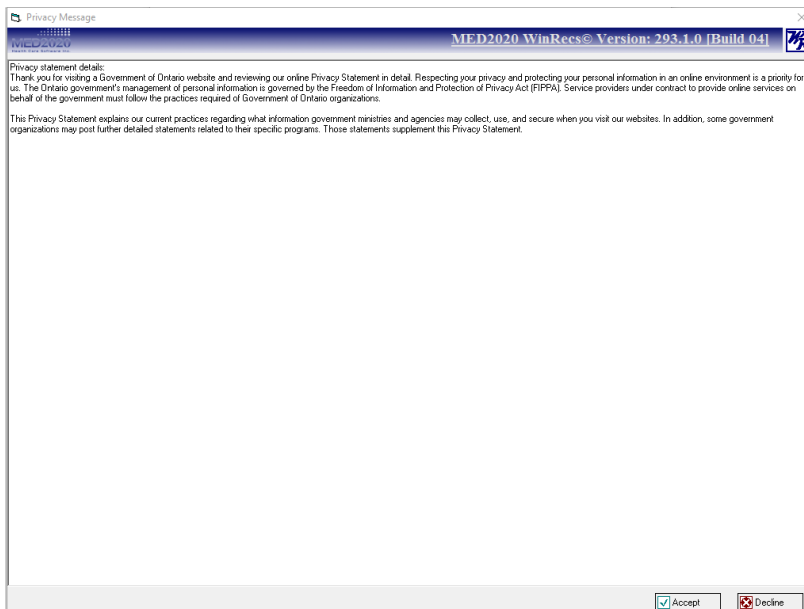 Privacy Message
MED2020
Health Care Software Inc.
MED2020 WinRecs© Version: 293.1.0 [Build 04]
Privacy statement details:
Thank you for visiting a Government of Ontario website and reviewing our online Privacy Statement in detail. Respecting your privacy and protecting your personal information in an online environment is a priority for
us. The Ontario government's management of personal information is governed by the Freedom of Information and Protection of Privacy Act (FIPPA). Service providers under contract to provide online services on
behalf of the government must follow the practices required of Government of Ontario organizations.
This Privacy Statement explains our current practices regarding what information government ministries and agencies may collect, use, and secure when you visit our websites. In addition, some government
organizations may post further detailed statements related to their specific programs. Those statements supplement this Privacy Statement.
Accept
Decline